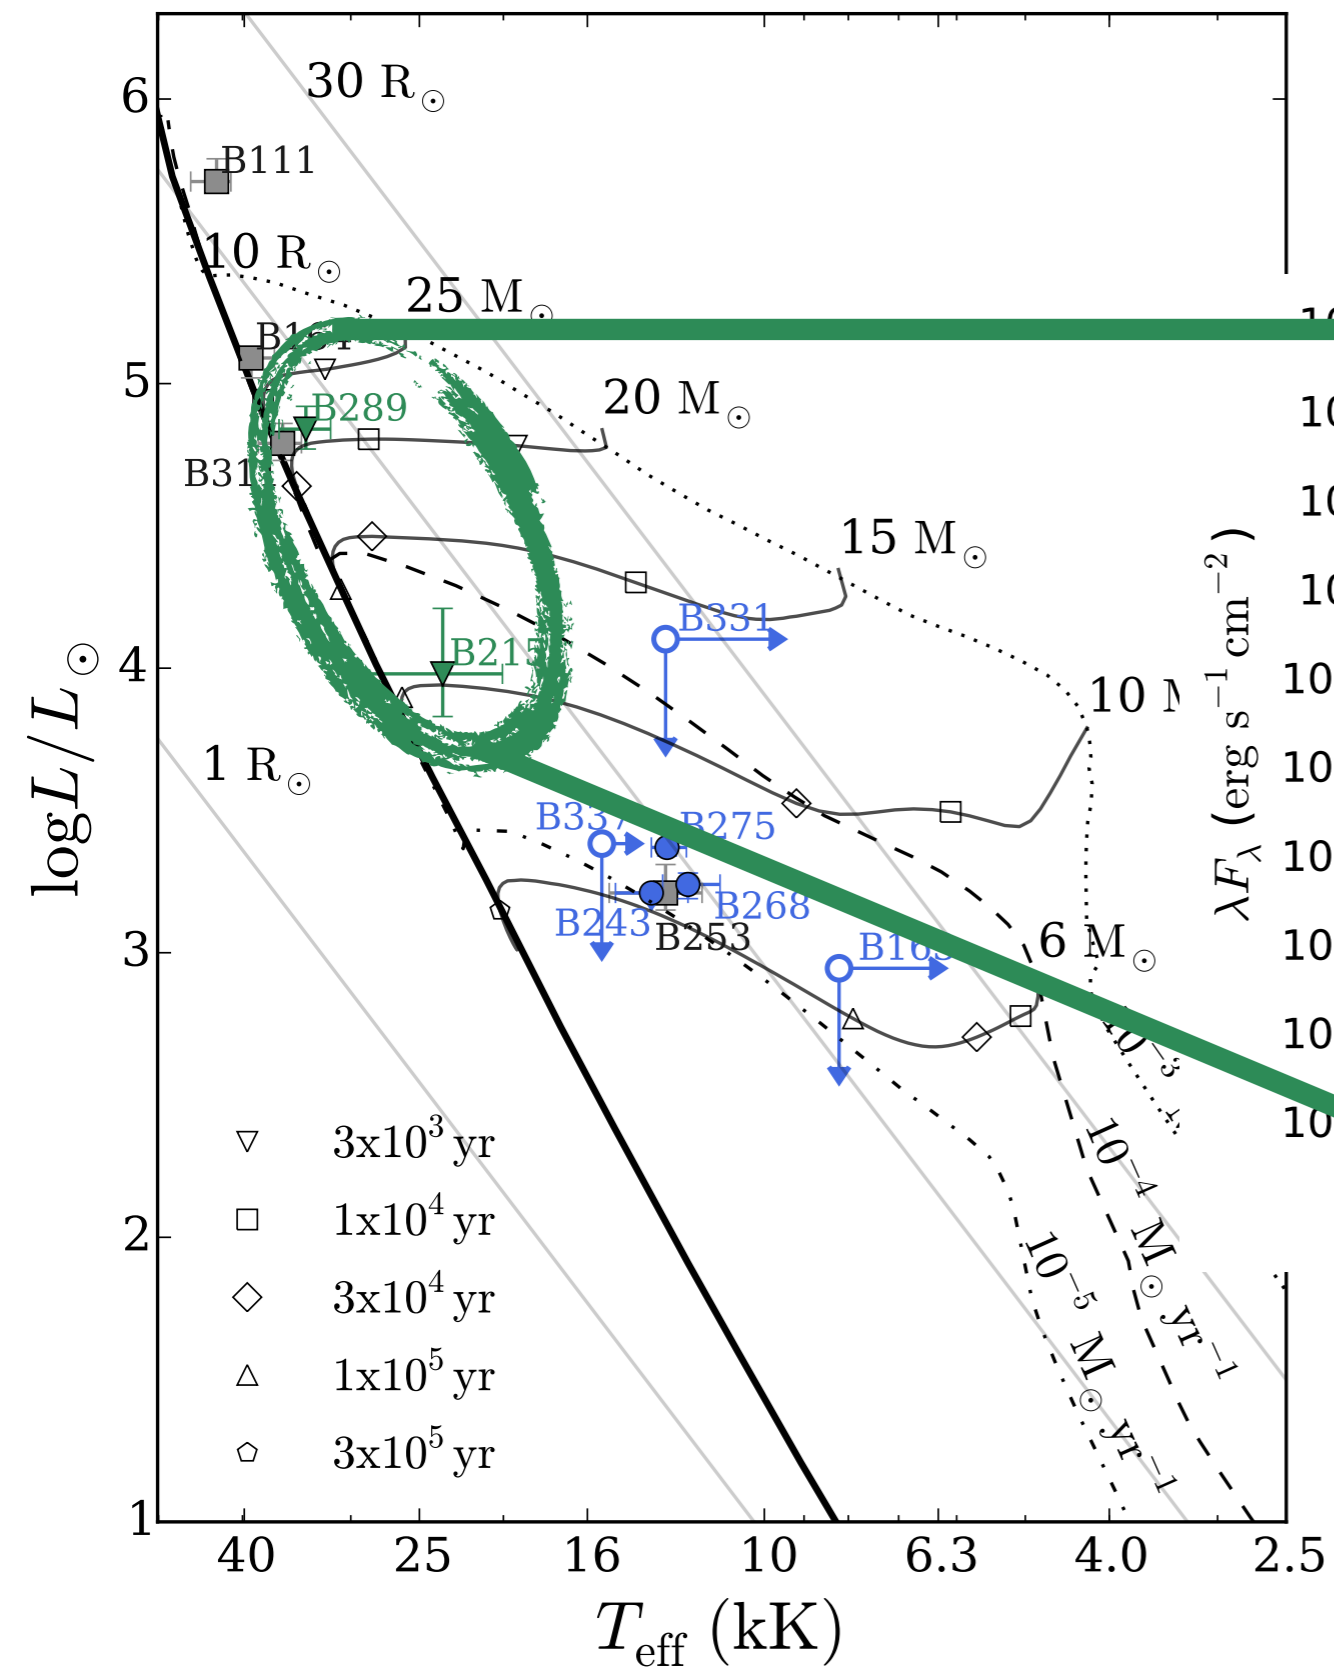 6
30 R⊙
B111
10 R⊙
25 M⊙
5
20 M⊙
B289
15 M⊙
B331
4
B215
10
1 R⊙
B275
B268
B243
B253
3
6 M⊙
log L/L⊙
λFλ (erg s⁻¹ cm⁻²)
10⁻⁴ M⊙ yr⁻¹
10⁻⁵ M⊙ yr⁻¹
3x10³ yr
1x10⁴ yr
2
3x10⁴ yr
1x10⁵ yr
3x10⁵ yr
1
40 25 16 10 6.3 4.0 2.5
Teff (kK)